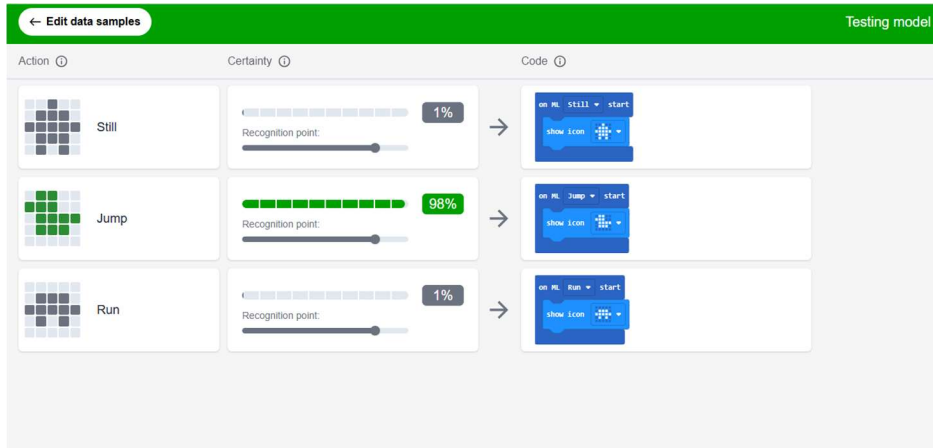 ← Edit data samples
Testing model
Action
Certainty
Code
Still
1%
Recognition point:
on ML Still start
show icon
Jump
98%
Recognition point:
on ML Jump start
show icon
Run
1%
Recognition point:
on ML Run start
show icon